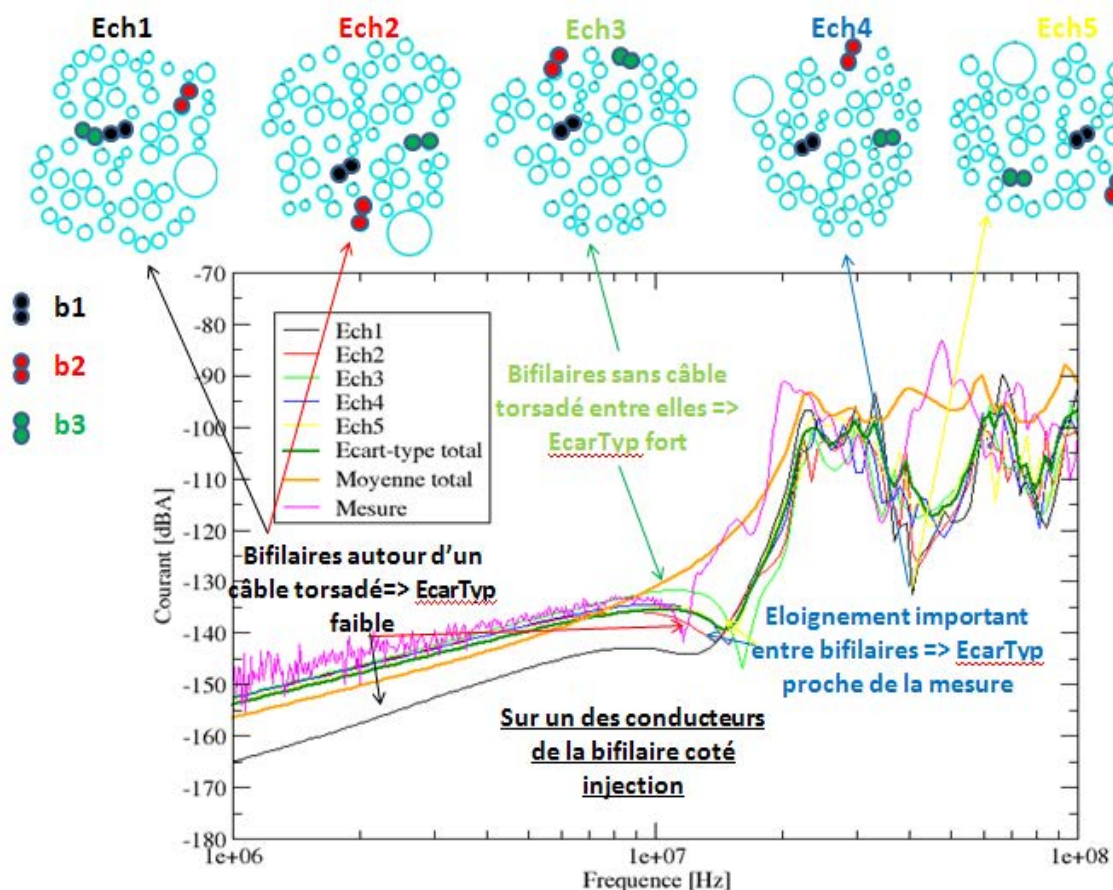 Ech1
Ech2
Ech3
Ech4
Ech5
b1
b2
b3
-70
-80
-90
-100
-110
-120
-130
-140
-150
-160
-170
-180
Courant [dBA]
Ech1
Ech2
Ech3
Ech4
Ech5
Ecart-type total
Moyenne total
Mesure
Bifilaires sans câble
torsadé entre elles =>
EcarTyp fort
Bifilaires autour d’un
câble torsadé=> EcarTyp
faible
Eloignement important
entre bifilaires => EcarTyp
proche de la mesure
Sur un des conducteurs
de la bifilaire coté
injection
1e+06
1e+07
1e+08
Frequence [Hz]